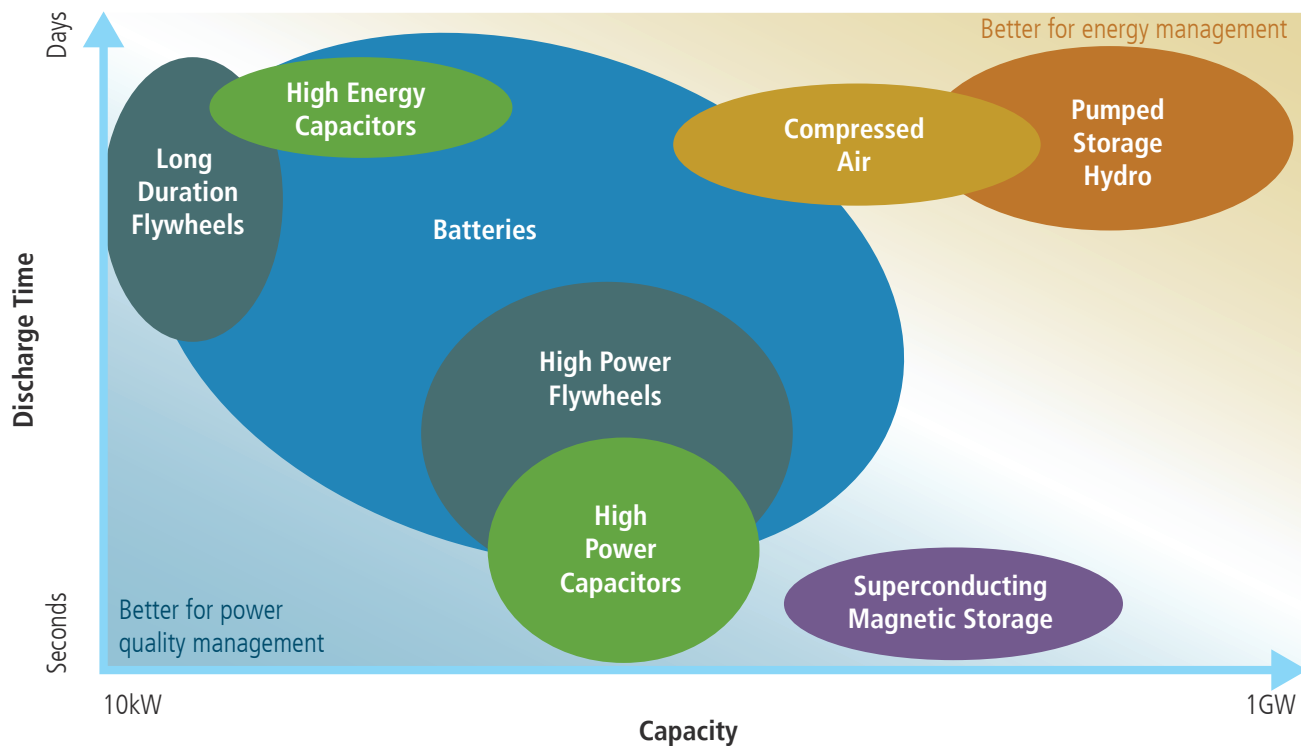 Days
Better for energy management
High Energy
Capacitors
Pumped
Storage
Hydro
Compressed
Air
Long
Duration
Flywheels
Batteries
Discharge Time
High Power
Flywheels
High
Power
Capacitors
Superconducting
Magnetic Storage
Better for power
quality management
Seconds
10kW
1GW
Capacity